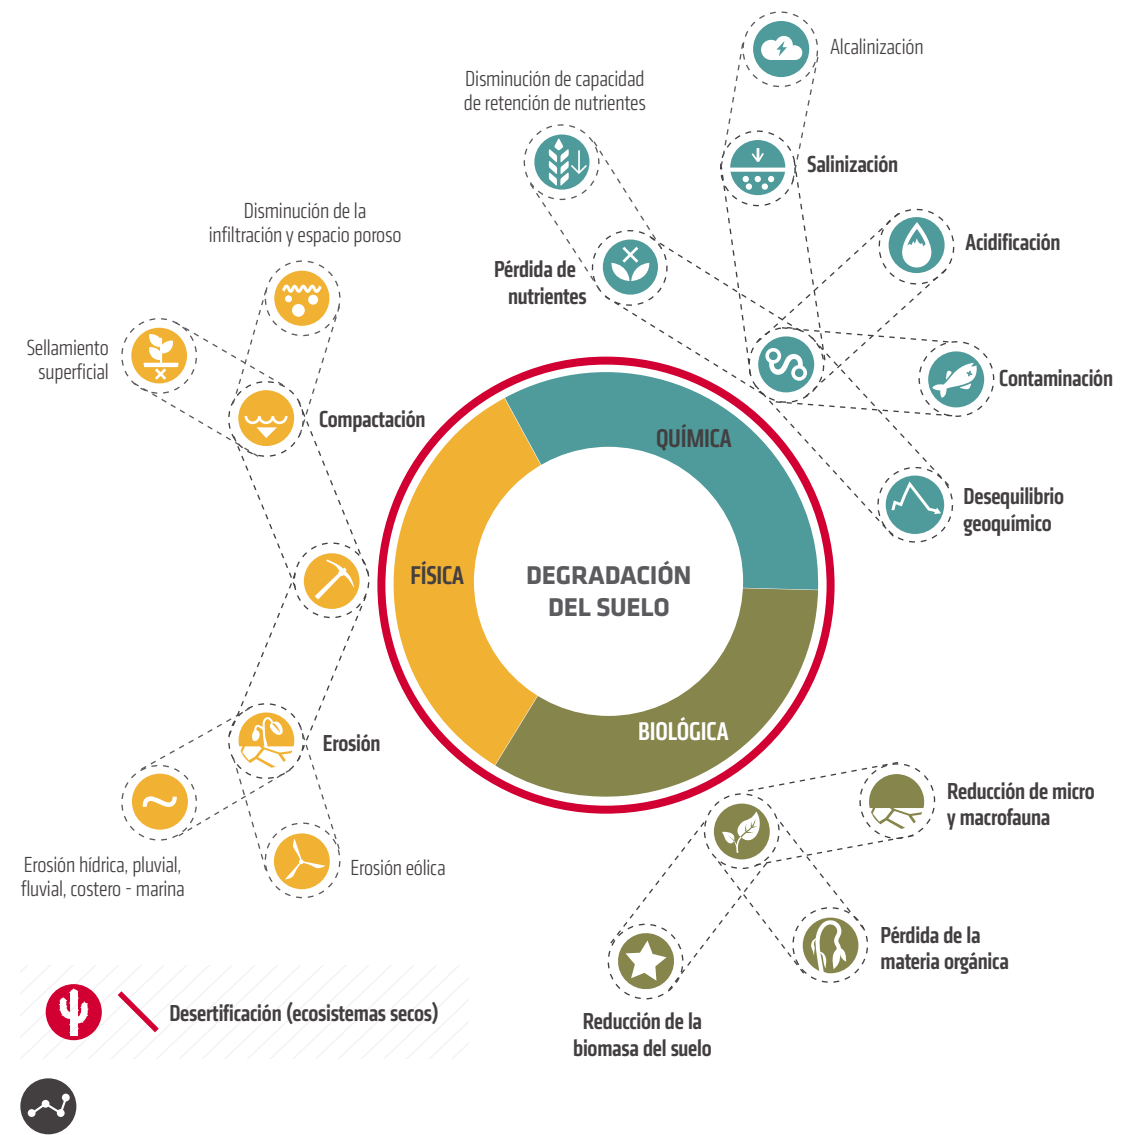 Alcalinización
Disminución de capacidad
de retención de nutrientes
Salinización
Disminución de la
infiltración y espacio poroso
Acidificación
Pérdida de
nutrientes
Sellamiento
superficial
Contaminación
Compactación
QUÍMICA
Desequilibrio
geoquímico
FÍSICA
DEGRADACIÓN
DEL SUELO
BIOLÓGICA
Erosión
Reducción de micro
y macrofauna
Erosión hídrica, pluvial,
fluvial, costero - marina
Erosión eólica
Pérdida de la
materia orgánica
Desertificación (ecosistemas secos)
Reducción de la
biomasa del suelo